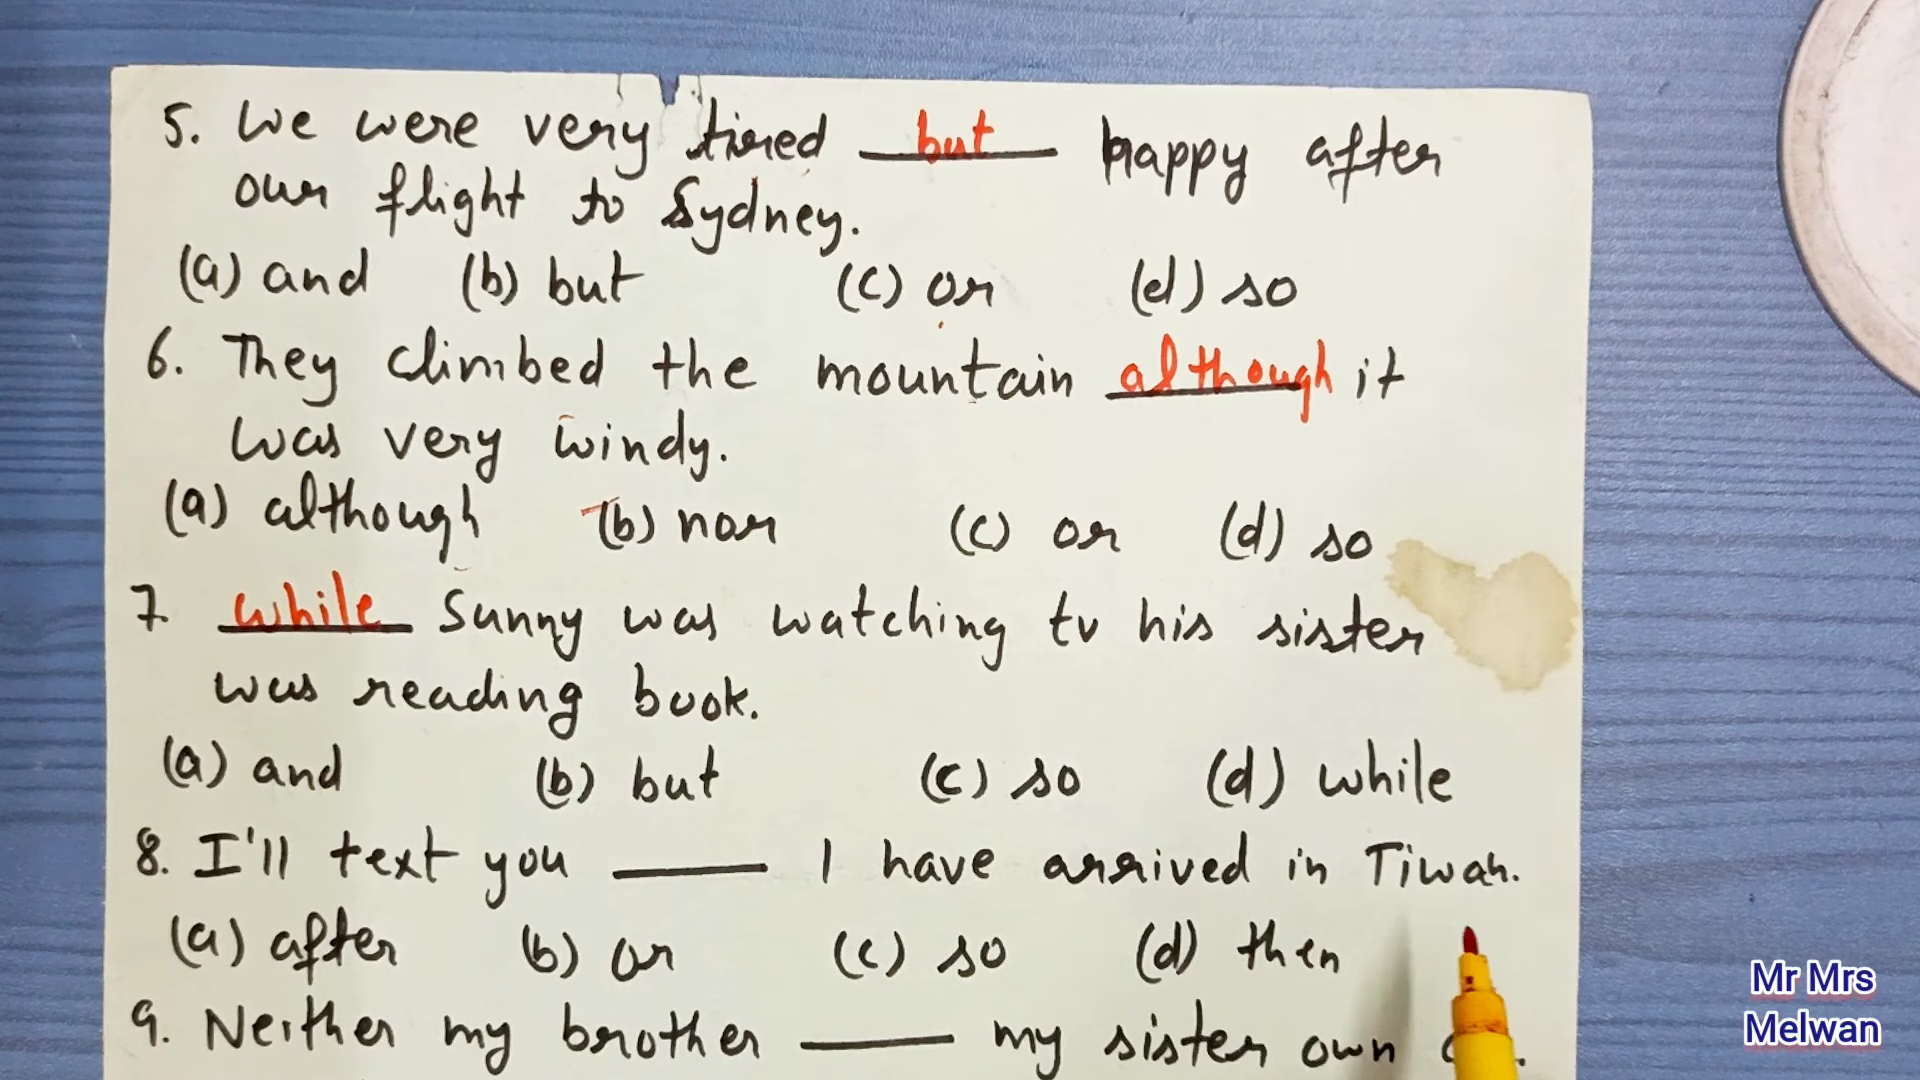 5. We were very tired but happy after
our flight to Sydney.
(a) and (b) but (c) or (d) so
6. They climbed the mountain although it
was very windy.
(a) although (b) nor (c) or (d) so
7. while Sunny was watching tv his sister
was reading book.
(a) and (b) but (c) so (d) while
8. I'll text you ____ I have arrived in Tiwan.
(a) after (b) or (c) so (d) then
9. Neither my brother ____ my sister own
Mr Mrs
Melwan